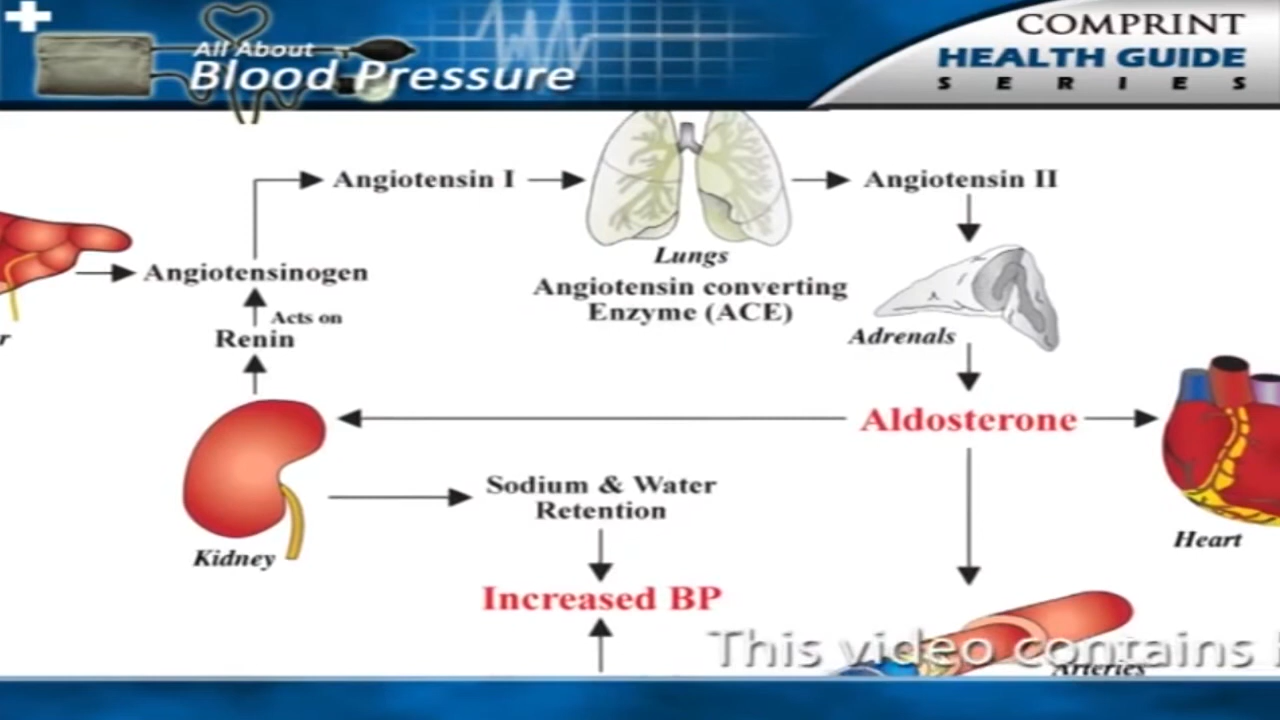 All About
Blood Pressure
COMPRINT
HEALTH GUIDE
SERIES
Angiotensin I
Angiotensin II
Lungs
Angiotensinogen
Angiotensin converting
Enzyme (ACE)
Acts on
Renin
Adrenals
Aldosterone
Sodium & Water
Retention
Kidney
Heart
Increased BP
This video contains
Arteries